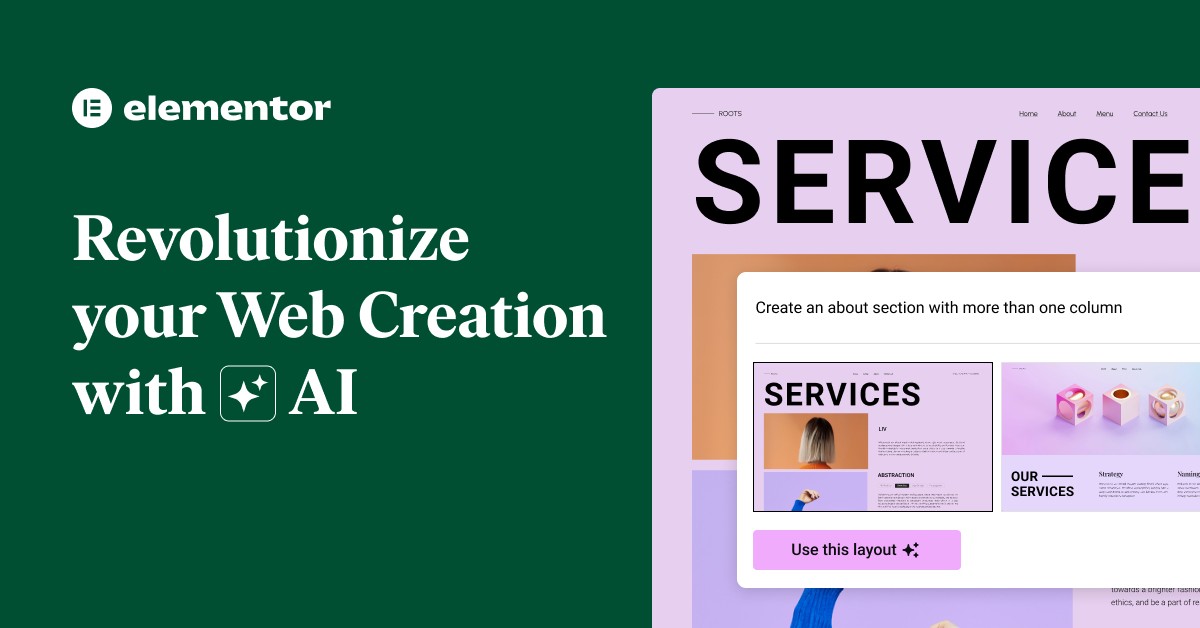 elementor
Revolutionize
your Web Creation
with AI
ROOTS
Home About Menu Contact Us
SERVICE
Create an about section with more than one column
SERVICES
LIV
ABSTRACTION
OUR
SERVICES
Strategy
Naming
Use this layout
towards a brighter fashion
ethics, and be a part of re